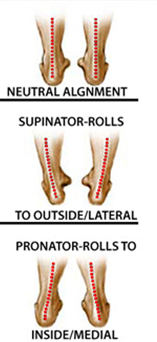 NEUTRAL ALGNMENT
SUPINATOR-ROLLS
TO OUTSIDE/LATERAL
PRONATOR-ROLLS TO
INSIDE/MEDIAL